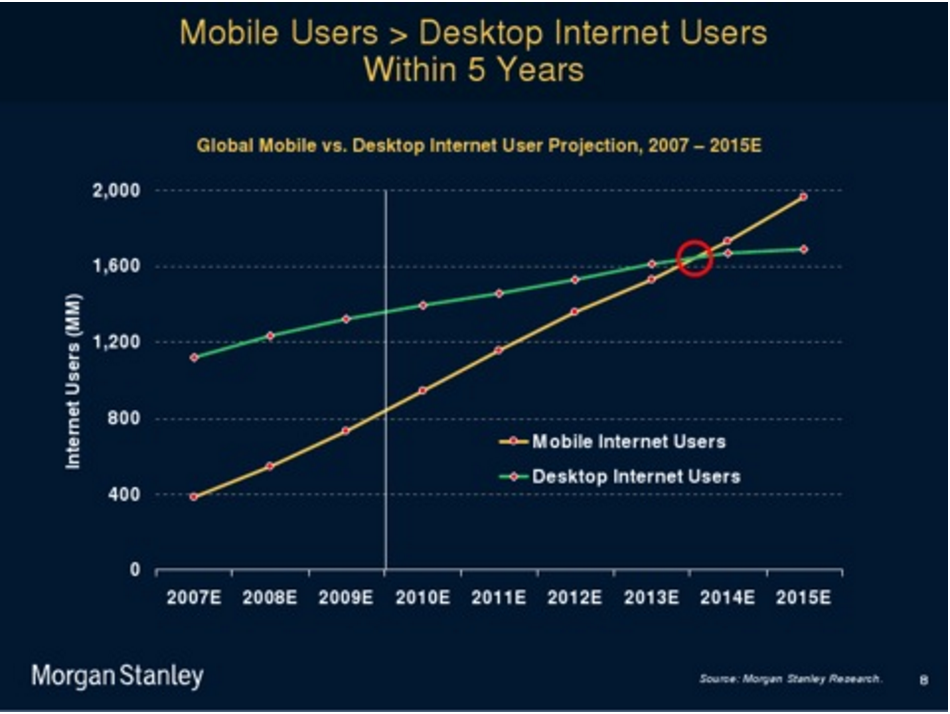 Mobile Users > Desktop Internet Users
Within 5 Years
Global Mobile vs. Desktop Internet User Projection, 2007 – 2015E
Internet Users (MM)
2,000
1,600
1,200
800
400
0
Mobile Internet Users
Desktop Internet Users
2007E 2008E 2009E 2010E 2011E 2012E 2013E 2014E 2015E
Morgan Stanley
Source: Morgan Stanley Research.
8